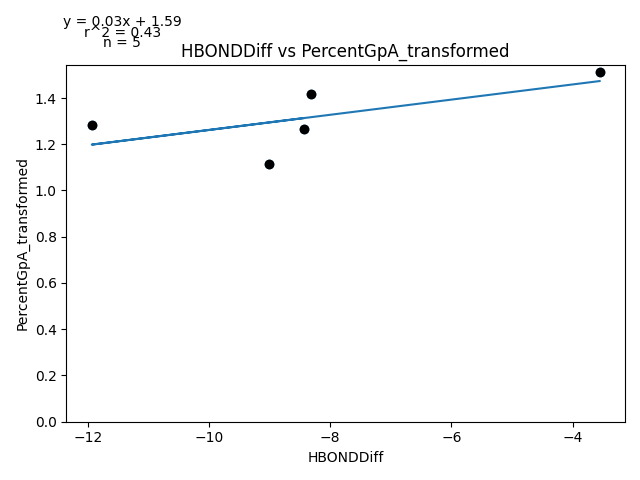 y = 0.03x + 1.59
r^2 = 0.43
n = 5
HBONDDiff vs PercentGpA_transformed
PercentGpA_transformed
1.4
1.2
1.0
0.8
0.6
0.4
0.2
0.0
−12 −10 −8 −6 −4
HBONDDiff